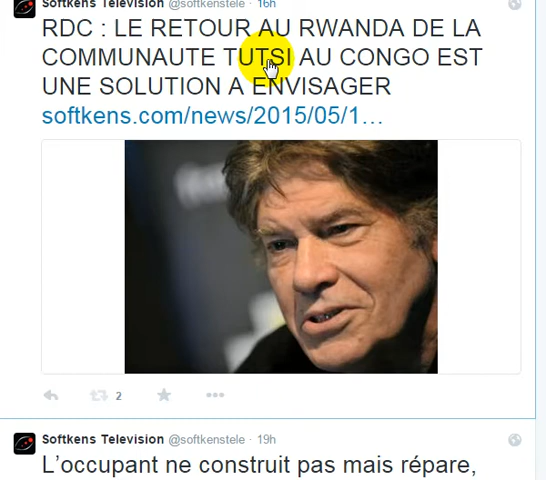 Softkens Television @softkenstele · 16h
RDC : LE RETOUR AU RWANDA DE LA
COMMUNAUTE TUTSI AU CONGO EST
UNE SOLUTION A ENVISAGER
softkens.com/news/2015/05/1…
2
Softkens Television @softkenstele · 19h
L’occupant ne construit pas mais répare,